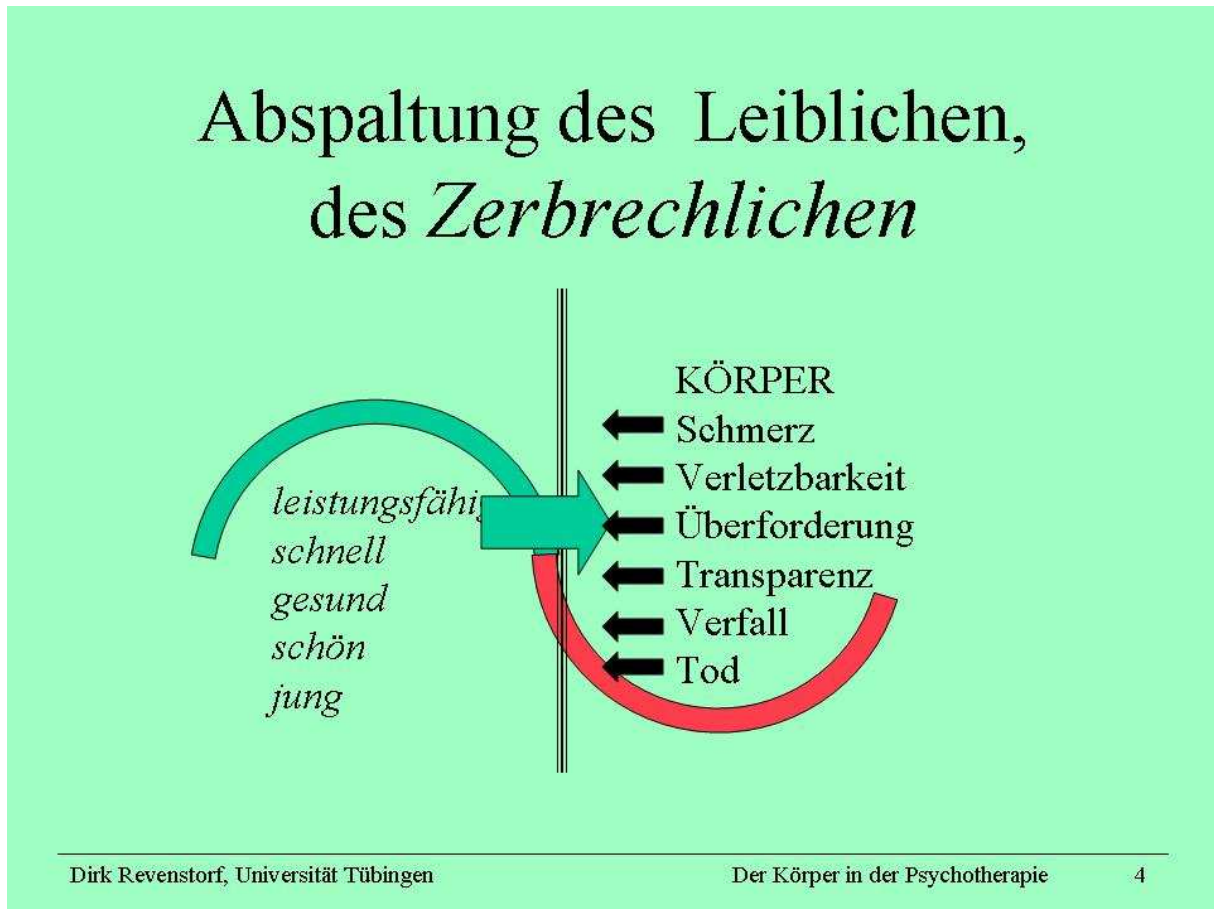 Abspaltung des Leiblichen,
des Zerbrechlichen
leistungsfähig
schnell
gesund
schön
jung
KÖRPER
Schmerz
Verletzbarkeit
Überforderung
Transparenz
Verfall
Tod
Dirk Revenstorf, Universität Tübingen
Der Körper in der Psychotherapie
4